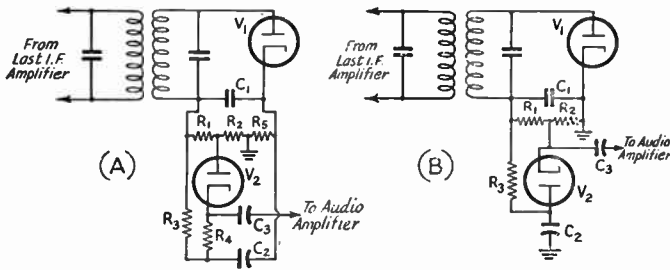 From
Last I.F.
Amplifier
V₁
C₁
R₁
R₂
R₅
(A)
V₂
R₃
R₄
C₃
C₂
To Audio
Amplifier
From
Last I.F.
Amplifier
V₁
C₁
R₁
R₂
(B)
To Audio
Amplifier
C₃
R₃
V₂
C₂